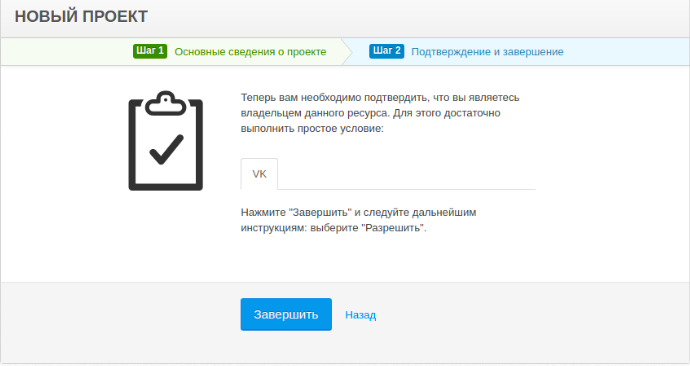 НОВЫЙ ПРОЕКТ
Шаг 1 Основные сведения о проекте Шаг 2 Подтверждение и завершение
Теперь вам необходимо подтвердить, что вы являетесь
владельцем данного ресурса. Для этого достаточно
выполнить простое условие:
VK
Нажмите "Завершить" и следуйте дальнейшим
инструкциям: выберите "Разрешить".
Завершить Назад